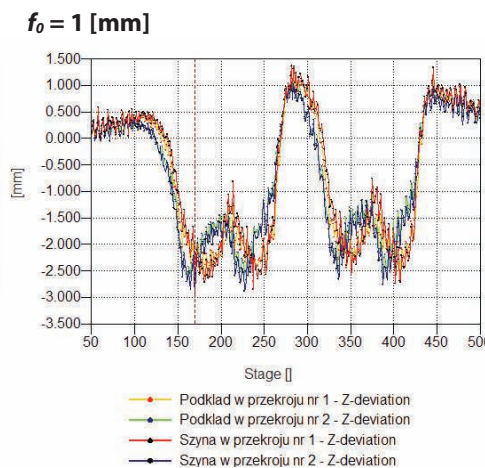 f₀ = 1 [mm]
1.500
1.000
0.500
0.000
-0.500
-1.000
-1.500
-2.000
-2.500
-3.000
-3.500
[mm]
50 100 150 200 250 300 350 400 450 500
Stage []
Podklad w przekroju nr 1 - Z-deviation
Podklad w przekroju nr 2 - Z-deviation
Szyna w przekroju nr 1 - Z-deviation
Szyna w przekroju nr 2 - Z-deviation